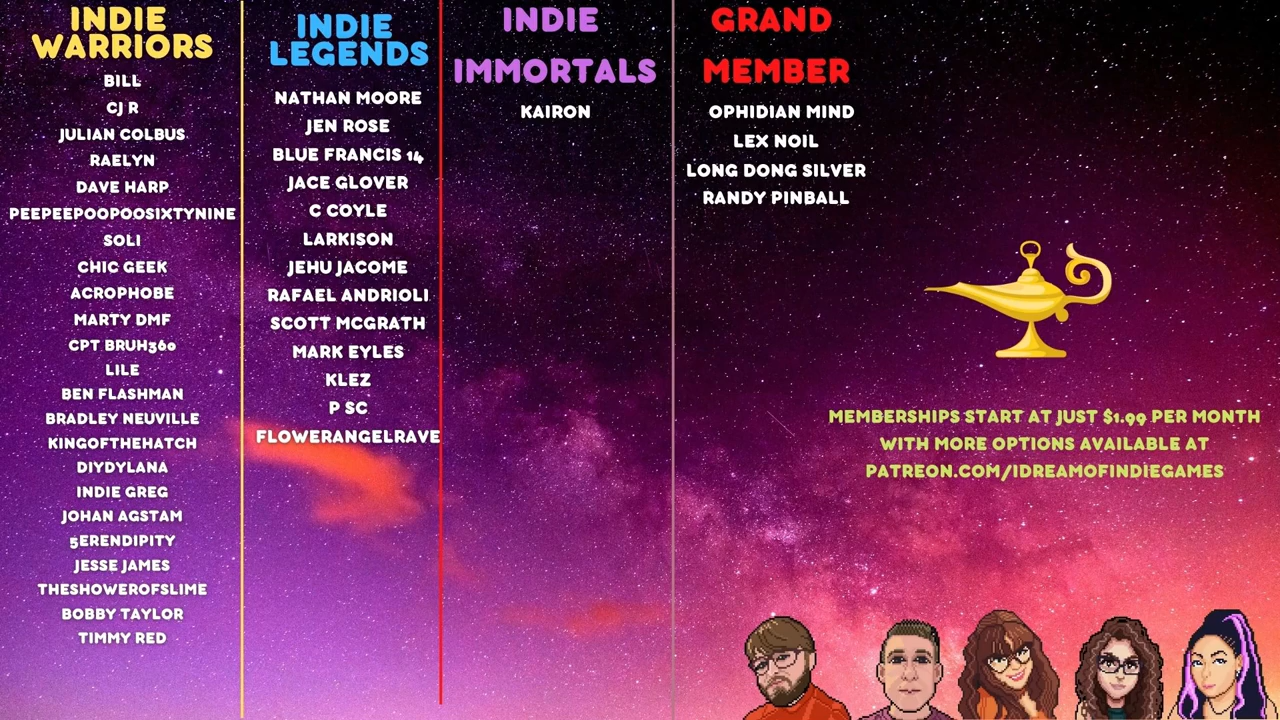 INDIE
WARRIORS
BILL
CJ R
JULIAN COLBUS
RAELYN
DAVE HARP
PEEPEEPOOPOOSIXTYNINE
SOLI
CHIC GEEK
ACROPHOBE
MARTY DMF
CPT BRUH360
LILE
BEN FLASHMAN
BRADLEY NEUVILLE
KINGOFTHEHATCH
DIYDYLANA
INDIE GREG
JOHAN AGSTAM
5ERENDIPITY
JESSE JAMES
THESHOWEROFSLIME
BOBBY TAYLOR
TIMMY RED
INDIE
LEGENDS
NATHAN MOORE
JEN ROSE
BLUE FRANCIS 14
JACE GLOVER
C COYLE
LARKISON
JEHU JACOME
RAFAEL ANDRIOLI
SCOTT MCGRATH
MARK EYLES
KLEZ
P SC
FLOWERANGELRAVE
INDIE
IMMORTALS
KAIRON
GRAND
MEMBER
OPHIDIAN MIND
LEX NOIL
LONG DONG SILVER
RANDY PINBALL
MEMBERSHIPS START AT JUST $1.99 PER MONTH
WITH MORE OPTIONS AVAILABLE AT
PATREON.COM/IDREAMOFINDIEGAMES